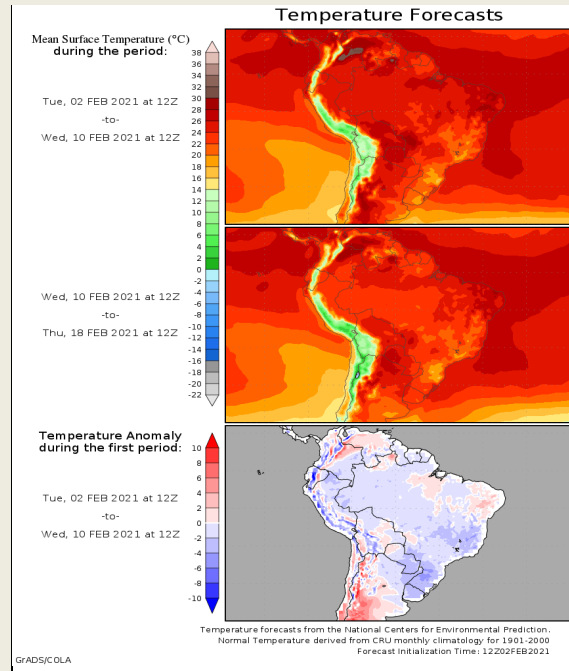 Temperature Forecasts
Mean Surface Temperature (°C)
during the period:
38
36
34
32
30
28
26
24
22
20
18
16
14
12
10
8
6
4
2
0
-2
-4
-6
-8
-10
-12
-14
-16
-18
-20
-22
Tue, 02 FEB 2021 at 12Z
-to-
Wed, 10 FEB 2021 at 12Z
Wed, 10 FEB 2021 at 12Z
-to-
Thu, 18 FEB 2021 at 12Z
Temperature Anomaly
during the first period:
10
8
6
4
2
0
-2
-4
-6
-8
-10
Tue, 02 FEB 2021 at 12Z
-to-
Wed, 10 FEB 2021 at 12Z
Temperature forecasts from the National Centers for Environmental Prediction.
Normal Temperature derived from CRU monthly climatology for 1901-2000
Forecast Initialization Time: 12Z02FEB2021
GrADS/COLA